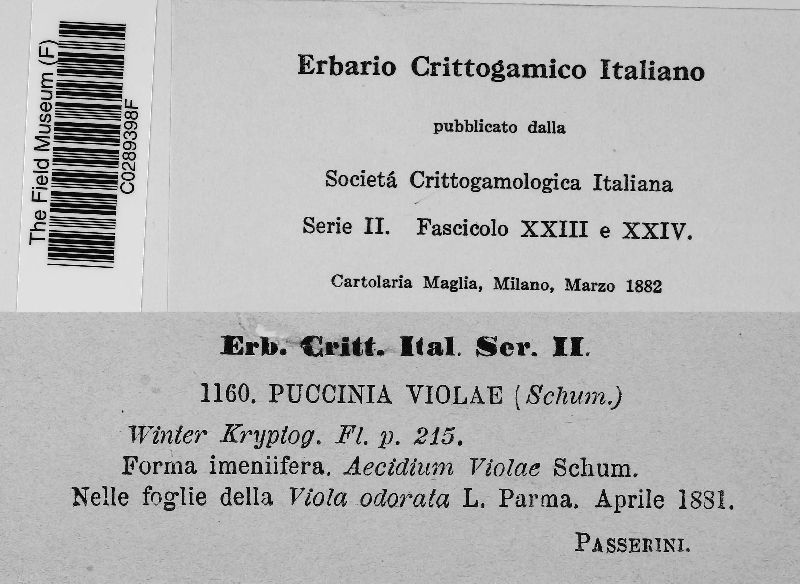 The Field Museum (F)
C0289398F
Erbario Crittogamico Italiano
pubblicato dalla
Societá Crittogamologica Italiana
Serie II. Fascicolo XXIII e XXIV.
Cartolaria Maglia, Milano, Marzo 1882
Erb. Critt. Ital. Ser. II.
1160. PUCCINIA VIOLAE (Schum.)
Winter Kryptog. Fl. p. 215.
Forma imeniifera. Aecidium Violae Schum.
Nelle foglie della Viola odorata L. Parma. Aprile 1881.
PASSERINI.